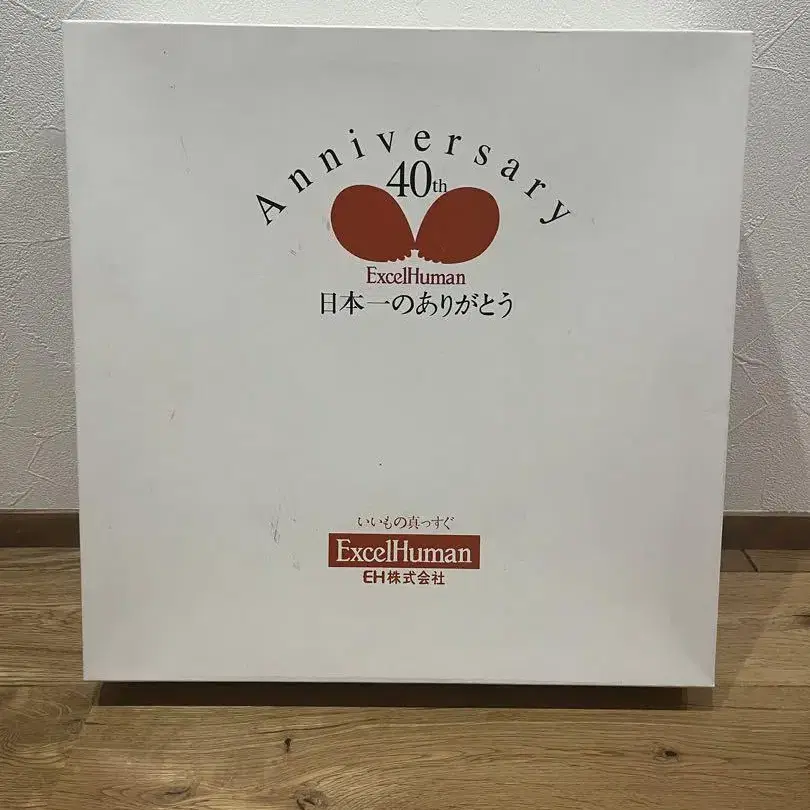 Anniversary
40th
ExcelHuman
日本一のありがとう
いいもの真っすぐ
ExcelHuman
EH株式会社